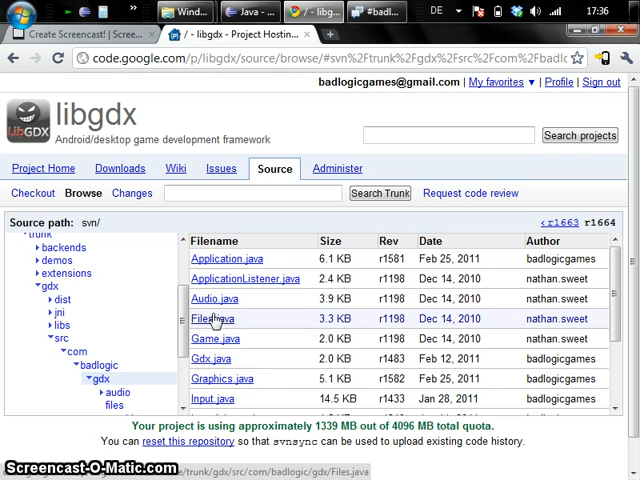 Wind...
Java - ...
/ - libg...
#badl...
DE
17:36
Create Screencast! | Scree...
/ - libgdx - Project Hostin...
code.google.com/p/libgdx/source/browse/#svn%2Ftrunk%2Fgdx%2Fsrc%2Fcom%2Fbadlo
badlogicgames@gmail.com | My favorites ▼ | Profile | Sign out
LibGDX
libgdx
Android/desktop game development framework
Search projects
Project Home Downloads Wiki Issues Source Administer
Checkout Browse Changes Search Trunk Request code review
Source path: svn/ ‹r1663 r1664
trunk
backends
demos
extensions
gdx
dist
jni
libs
src
com
badlogic
gdx
audio
files
Filename Size Rev Date Author
Application.java 6.1 KB r1581 Feb 25, 2011 badlogicgames
ApplicationListener.java 2.4 KB r1198 Dec 14, 2010 nathan.sweet
Audio.java 3.9 KB r1198 Dec 14, 2010 nathan.sweet
Files.java 3.3 KB r1198 Dec 14, 2010 nathan.sweet
Game.java 2.0 KB r1198 Dec 14, 2010 nathan.sweet
Gdx.java 2.0 KB r1483 Feb 12, 2011 badlogicgames
Graphics.java 5.1 KB r1582 Feb 25, 2011 badlogicgames
Input.java 14.5 KB r1433 Jan 28, 2011 badlogicgames
Your project is using approximately 1339 MB out of 4096 MB total quota.
You can reset this repository so that svnsync can be used to upload existing code history.
Screencast-O-Matic.com
e/trunk/gdx/src/com/badlogic/gdx/Files.java